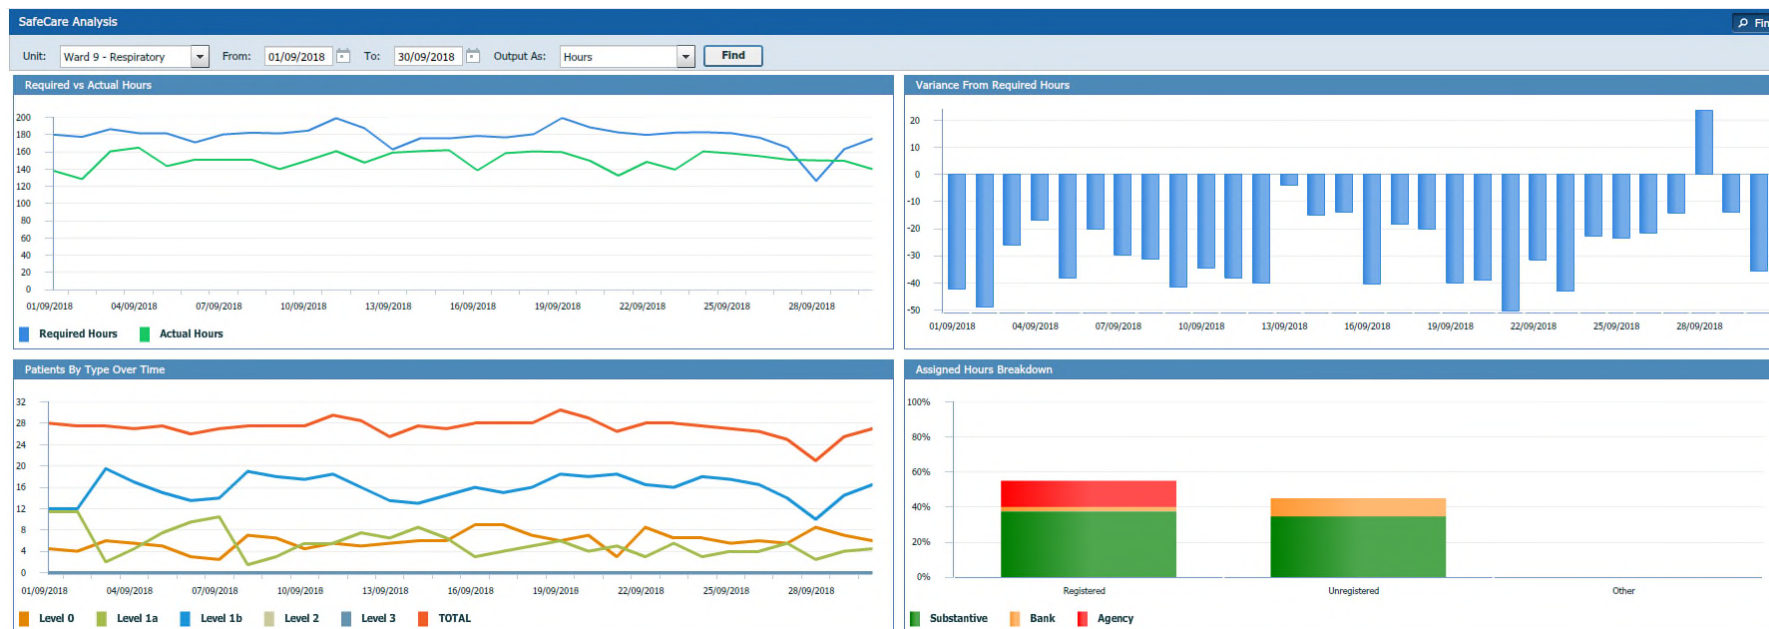 SafeCare Analysis
Unit: Ward 9 - Respiratory From: 01/09/2018 To: 30/09/2018 Output As: Hours Find
Required vs Actual Hours
200
180
160
140
120
100
80
60
40
20
0
01/09/2018 04/09/2018 07/09/2018 10/09/2018 13/09/2018 16/09/2018 19/09/2018 22/09/2018 25/09/2018 28/09/2018
Required Hours Actual Hours
Variance From Required Hours
20
10
0
-10
-20
-30
-40
-50
01/09/2018 04/09/2018 07/09/2018 10/09/2018 13/09/2018 16/09/2018 19/09/2018 22/09/2018 25/09/2018 28/09/2018
Patients By Type Over Time
32
28
24
20
16
12
8
4
0
01/09/2018 04/09/2018 07/09/2018 10/09/2018 13/09/2018 16/09/2018 19/09/2018 22/09/2018 25/09/2018 28/09/2018
Level 0 Level 1a Level 1b Level 2 Level 3 TOTAL
Assigned Hours Breakdown
100%
80%
60%
40%
20%
0%
Registered Unregistered Other
Substantive Bank Agency